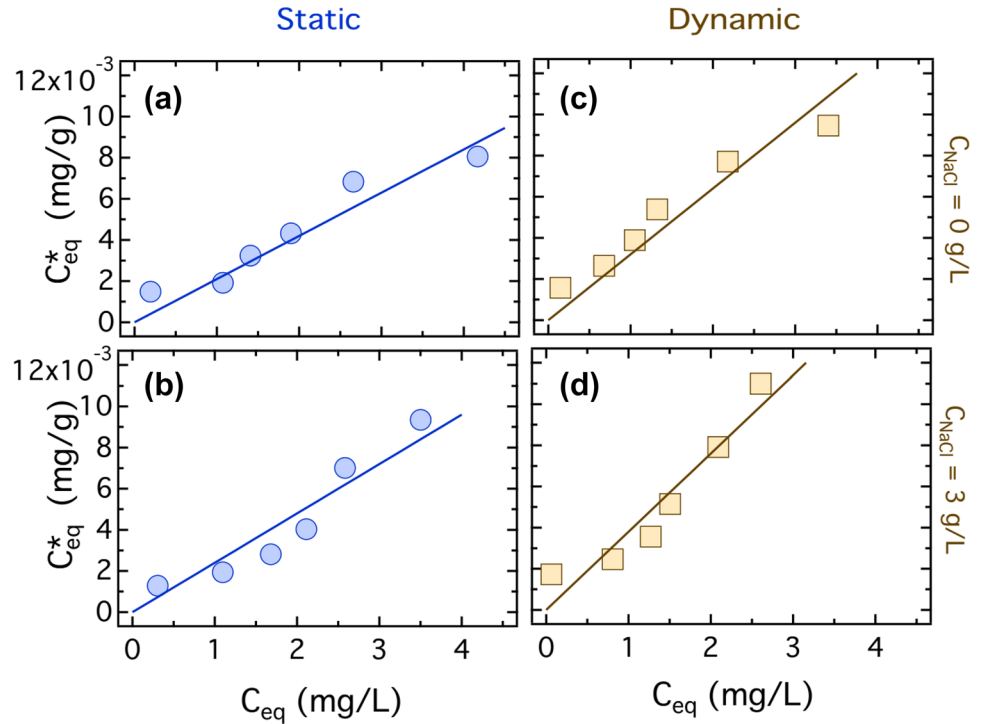 Static
Dynamic
(a)
12x10⁻³
10
8
6
4
2
0
C*eq (mg/g)
(c)
CNaCl = 0 g/L
(b)
12x10⁻³
10
8
6
4
2
0
C*eq (mg/g)
(d)
CNaCl = 3 g/L
0 1 2 3 4
0 1 2 3 4
Ceq (mg/L)
Ceq (mg/L)